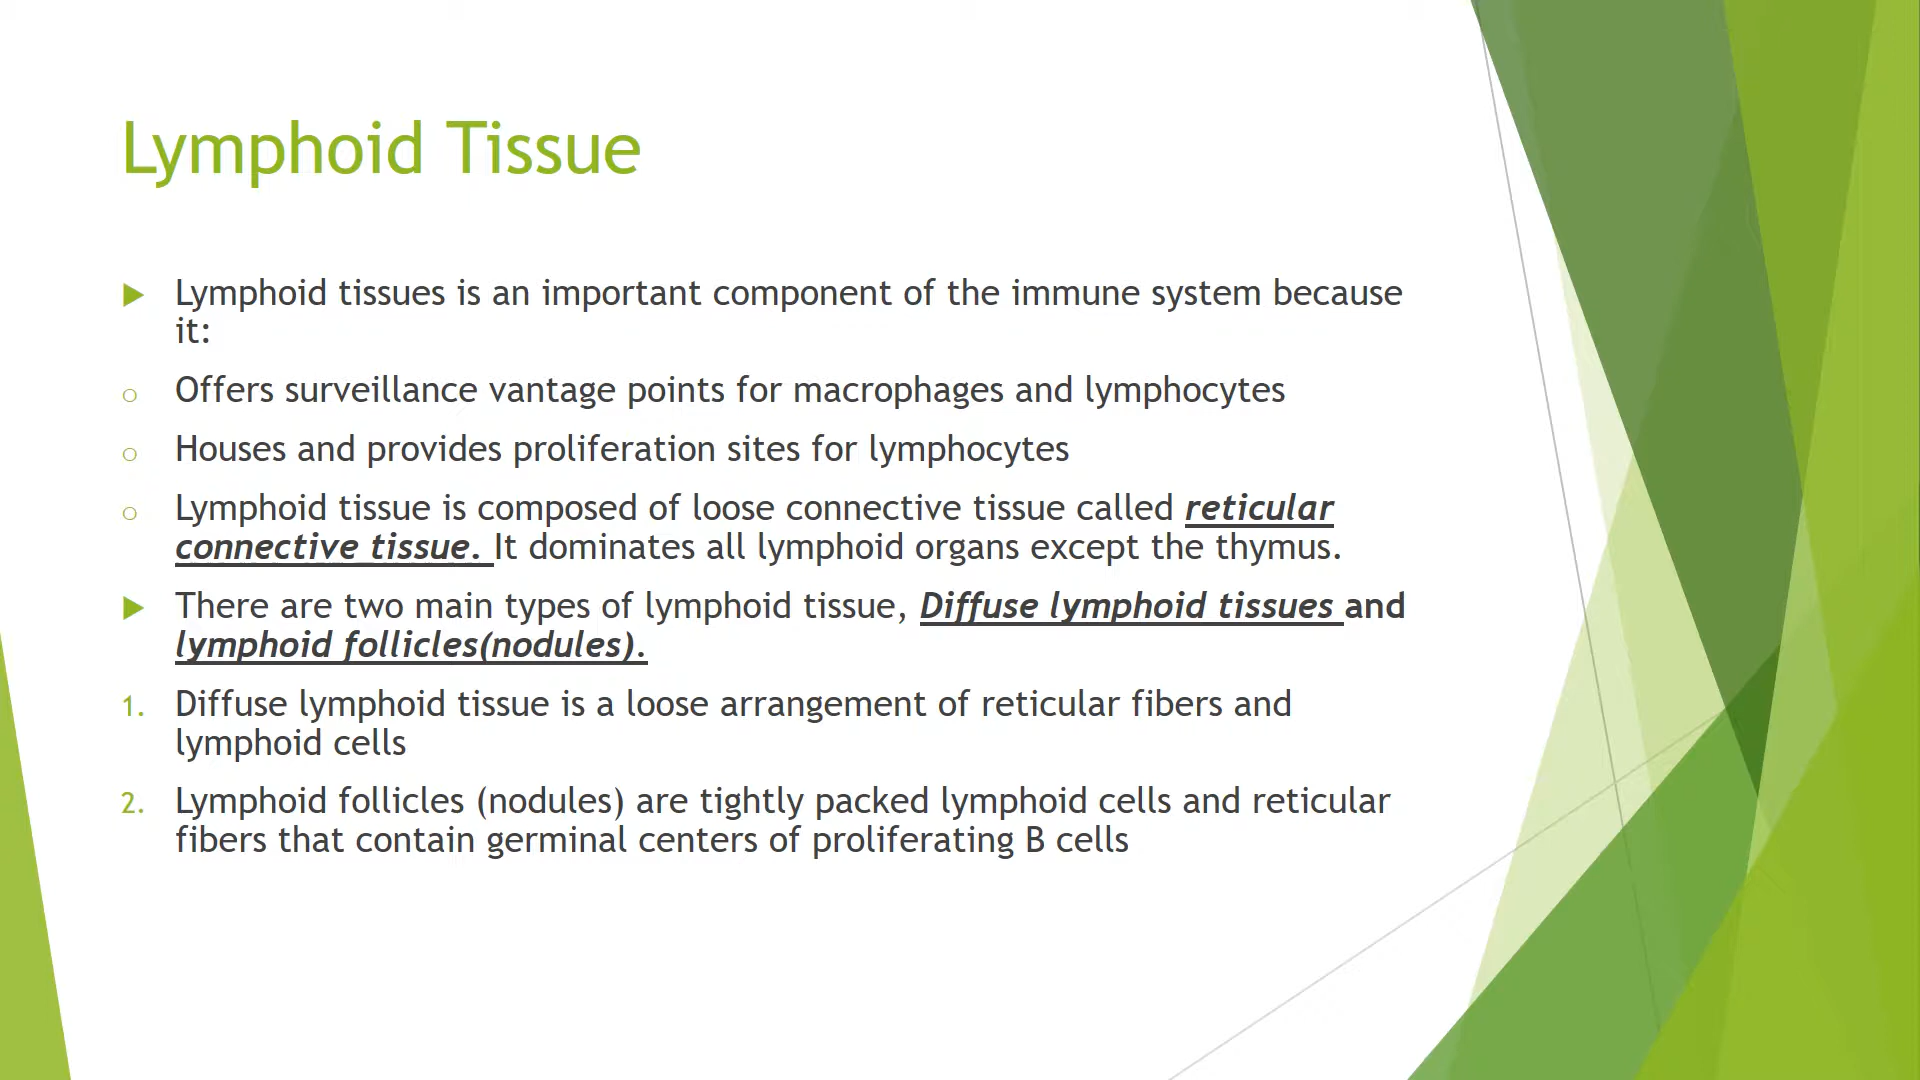 Lymphoid Tissue
Lymphoid tissues is an important component of the immune system because
it:
Offers surveillance vantage points for macrophages and lymphocytes
Houses and provides proliferation sites for lymphocytes
Lymphoid tissue is composed of loose connective tissue called reticular
connective tissue. It dominates all lymphoid organs except the thymus.
There are two main types of lymphoid tissue, Diffuse lymphoid tissues and
lymphoid follicles(nodules).
1. Diffuse lymphoid tissue is a loose arrangement of reticular fibers and
lymphoid cells
2. Lymphoid follicles (nodules) are tightly packed lymphoid cells and reticular
fibers that contain germinal centers of proliferating B cells